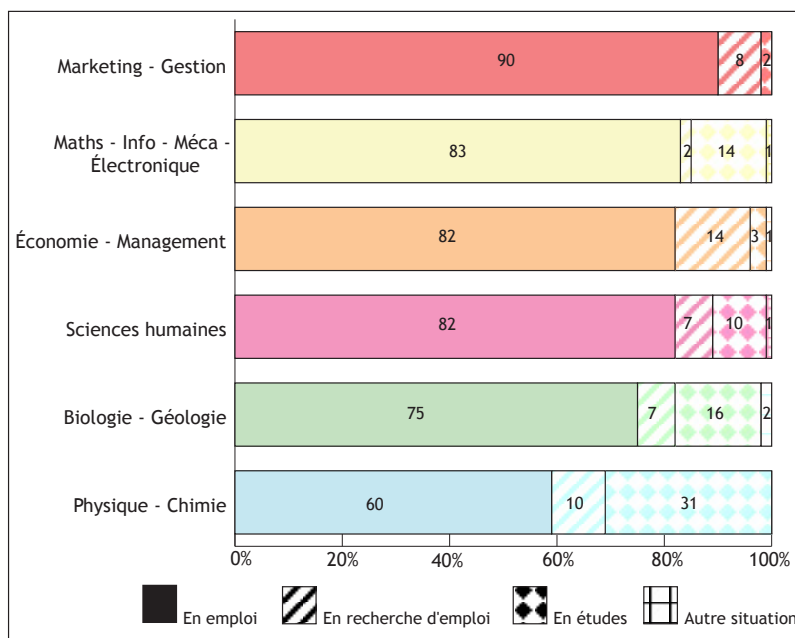 Marketing - Gestion
90
8
2
Maths - Info - Méca -
Électronique
83
2
14
1
Économie - Management
82
14
3
1
Sciences humaines
82
7
10
1
Biologie - Géologie
75
7
16
2
Physique - Chimie
60
10
31
0%
20%
40%
60%
80%
100%
En emploi
En recherche d'emploi
En études
Autre situation